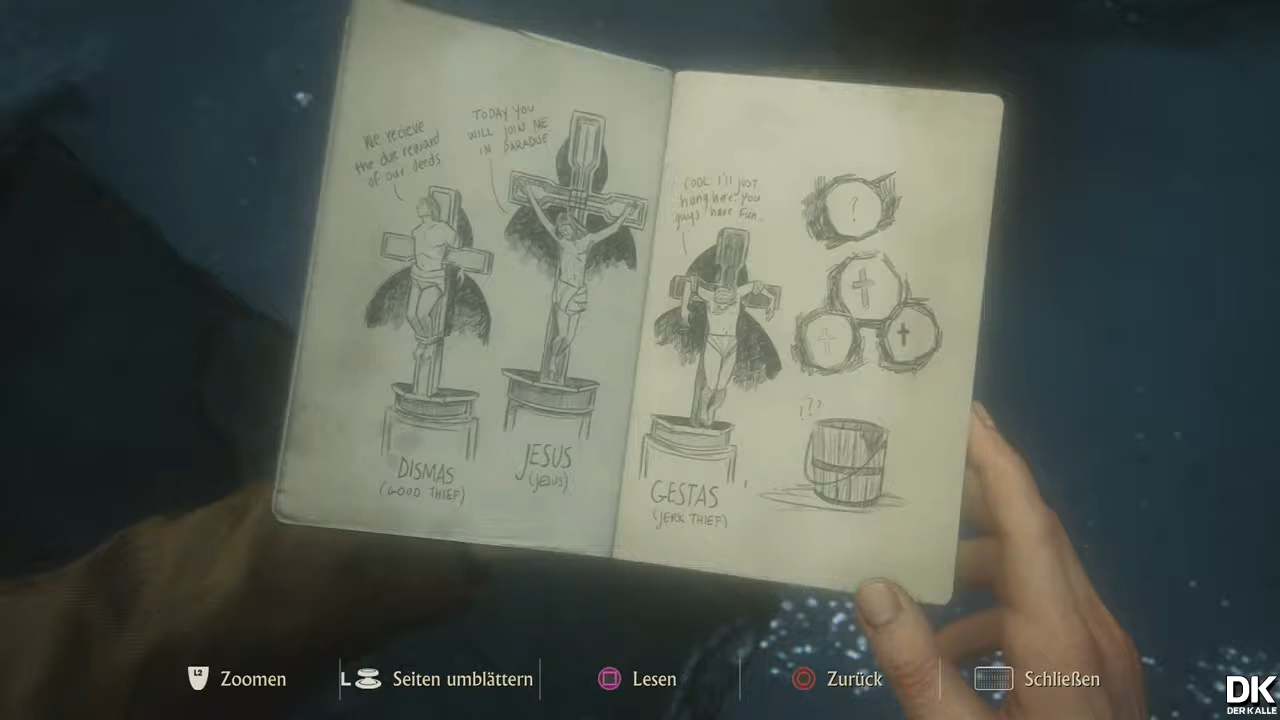 We recieve
the due reward
of our deeds
TODAY YOU
WILL JOIN ME
IN PARADISE
DISMAS
(GOOD THIEF)
JESUS
(JESUS)
COOL I'll JUST
hang here. You
guys have Fun.
GESTAS
(JERK THIEF)
?
???
L2 Zoomen
L Seiten umblättern
Lesen
Zurück
Schließen
DK
DER KALLE